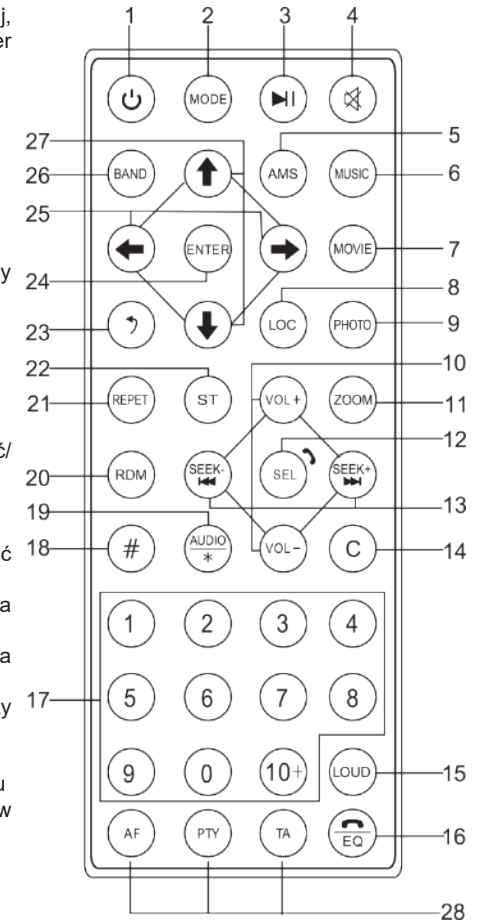 j,
er
1 2 3 4
MODE
27
5
26 BAND AMS MUSIC 6
25
ENTER MOVIE 7
y
24
8
23 LOC PHOTO 9
22
10
21 REPET ST VOL+ ZOOM 11
ć/
12
20 RDM SEEK- SEL SEEK+
19
13
18 # AUDIO
* VOL- C 14
ć
a
1 2 3 4
a
17 5 6 7 8
y
9 0 10+ LOUD 15
u
w
AF PTY TA EQ 16
28